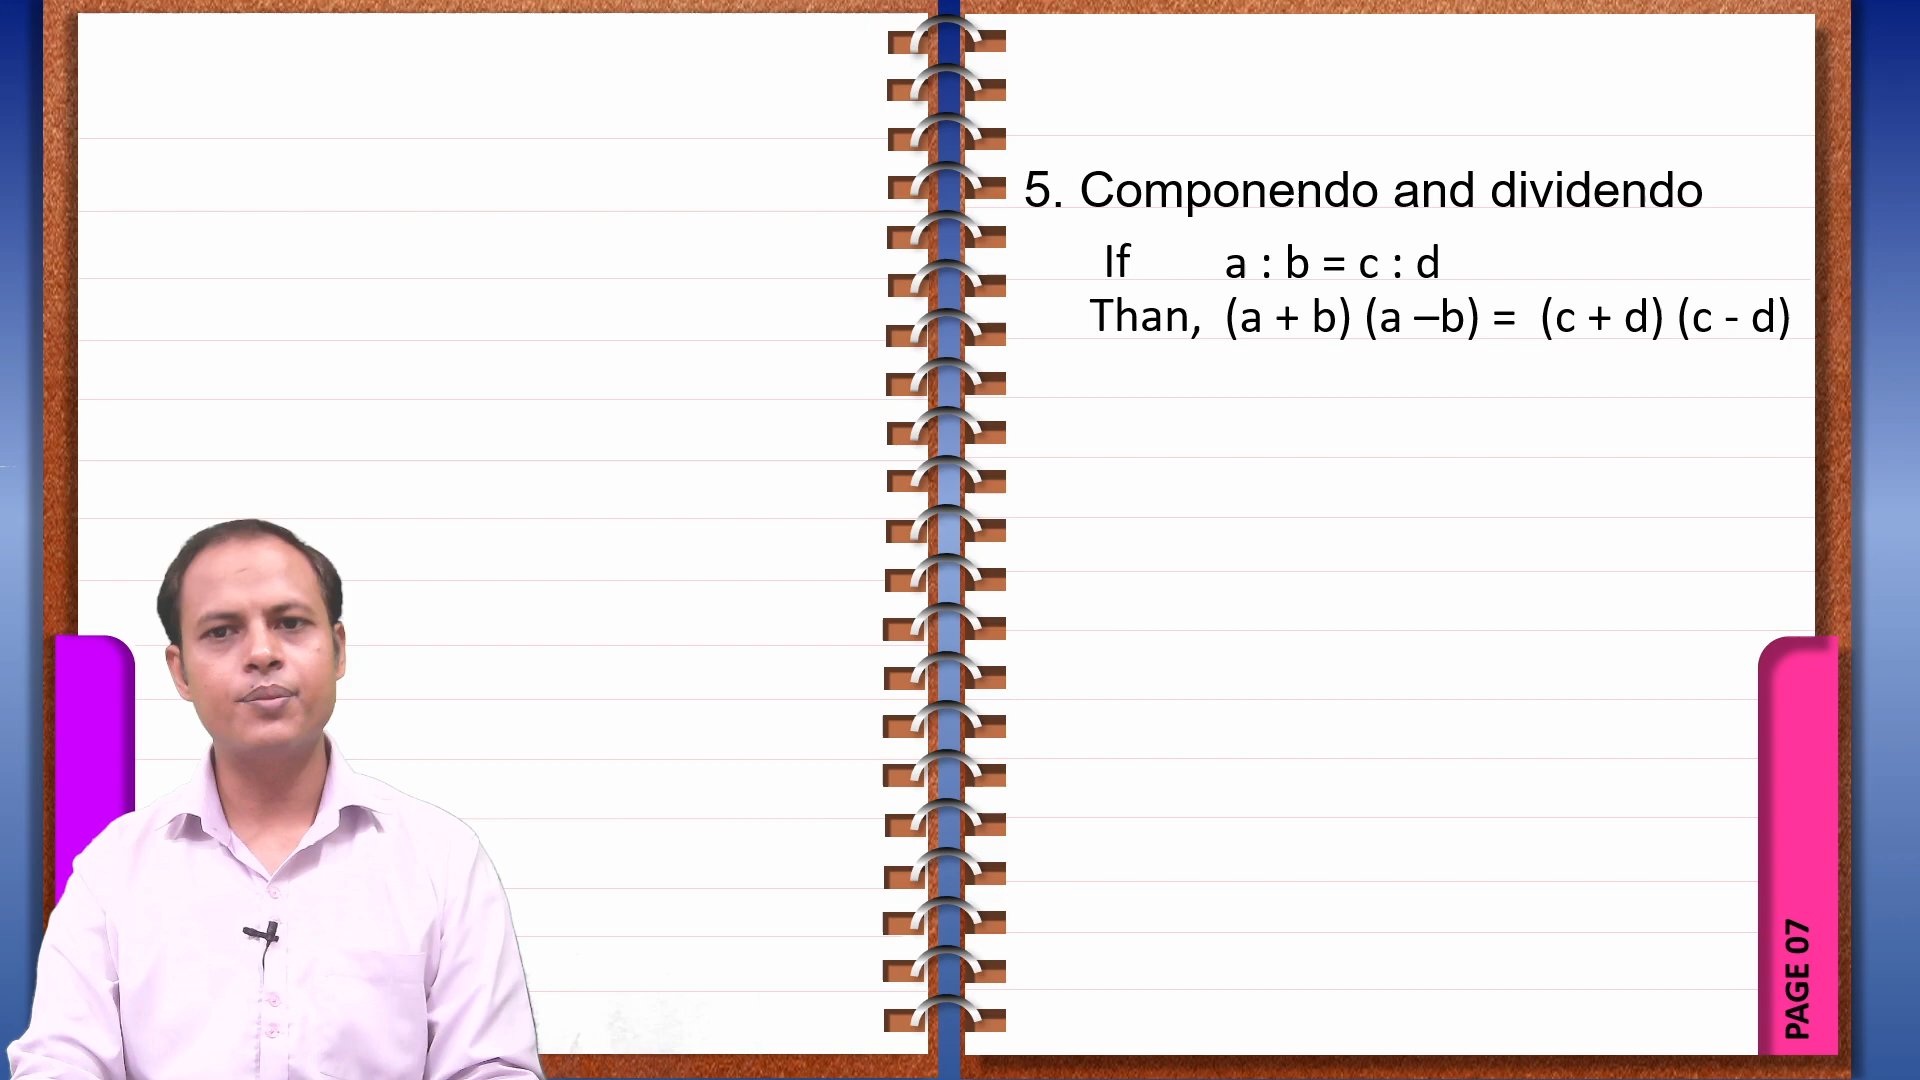 5. Componendo and dividendo
If a : b = c : d
Than, (a + b) (a –b) = (c + d) (c - d)
PAGE 07